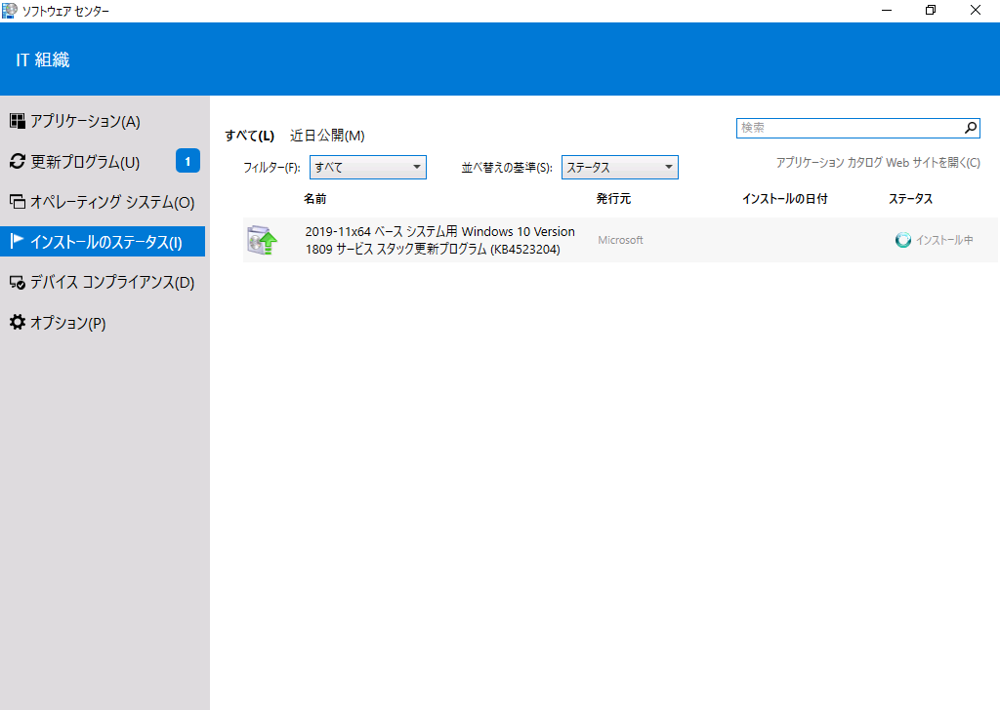 ソフトウェア センター
IT 組織
アプリケーション(A)
更新プログラム(U)
1
オペレーティング システム(O)
インストールのステータス(I)
デバイス コンプライアンス(D)
オプション(P)
すべて(L) 近日公開(M)
検索
フィルター(F): すべて 並べ替えの基準(S): ステータス
アプリケーション カタログ Web サイトを開く(C)
名前 発行元 インストールの日付 ステータス
2019-11x64 ベース システム用 Windows 10 Version
1809 サービス スタック更新プログラム (KB4523204)
Microsoft
インストール中